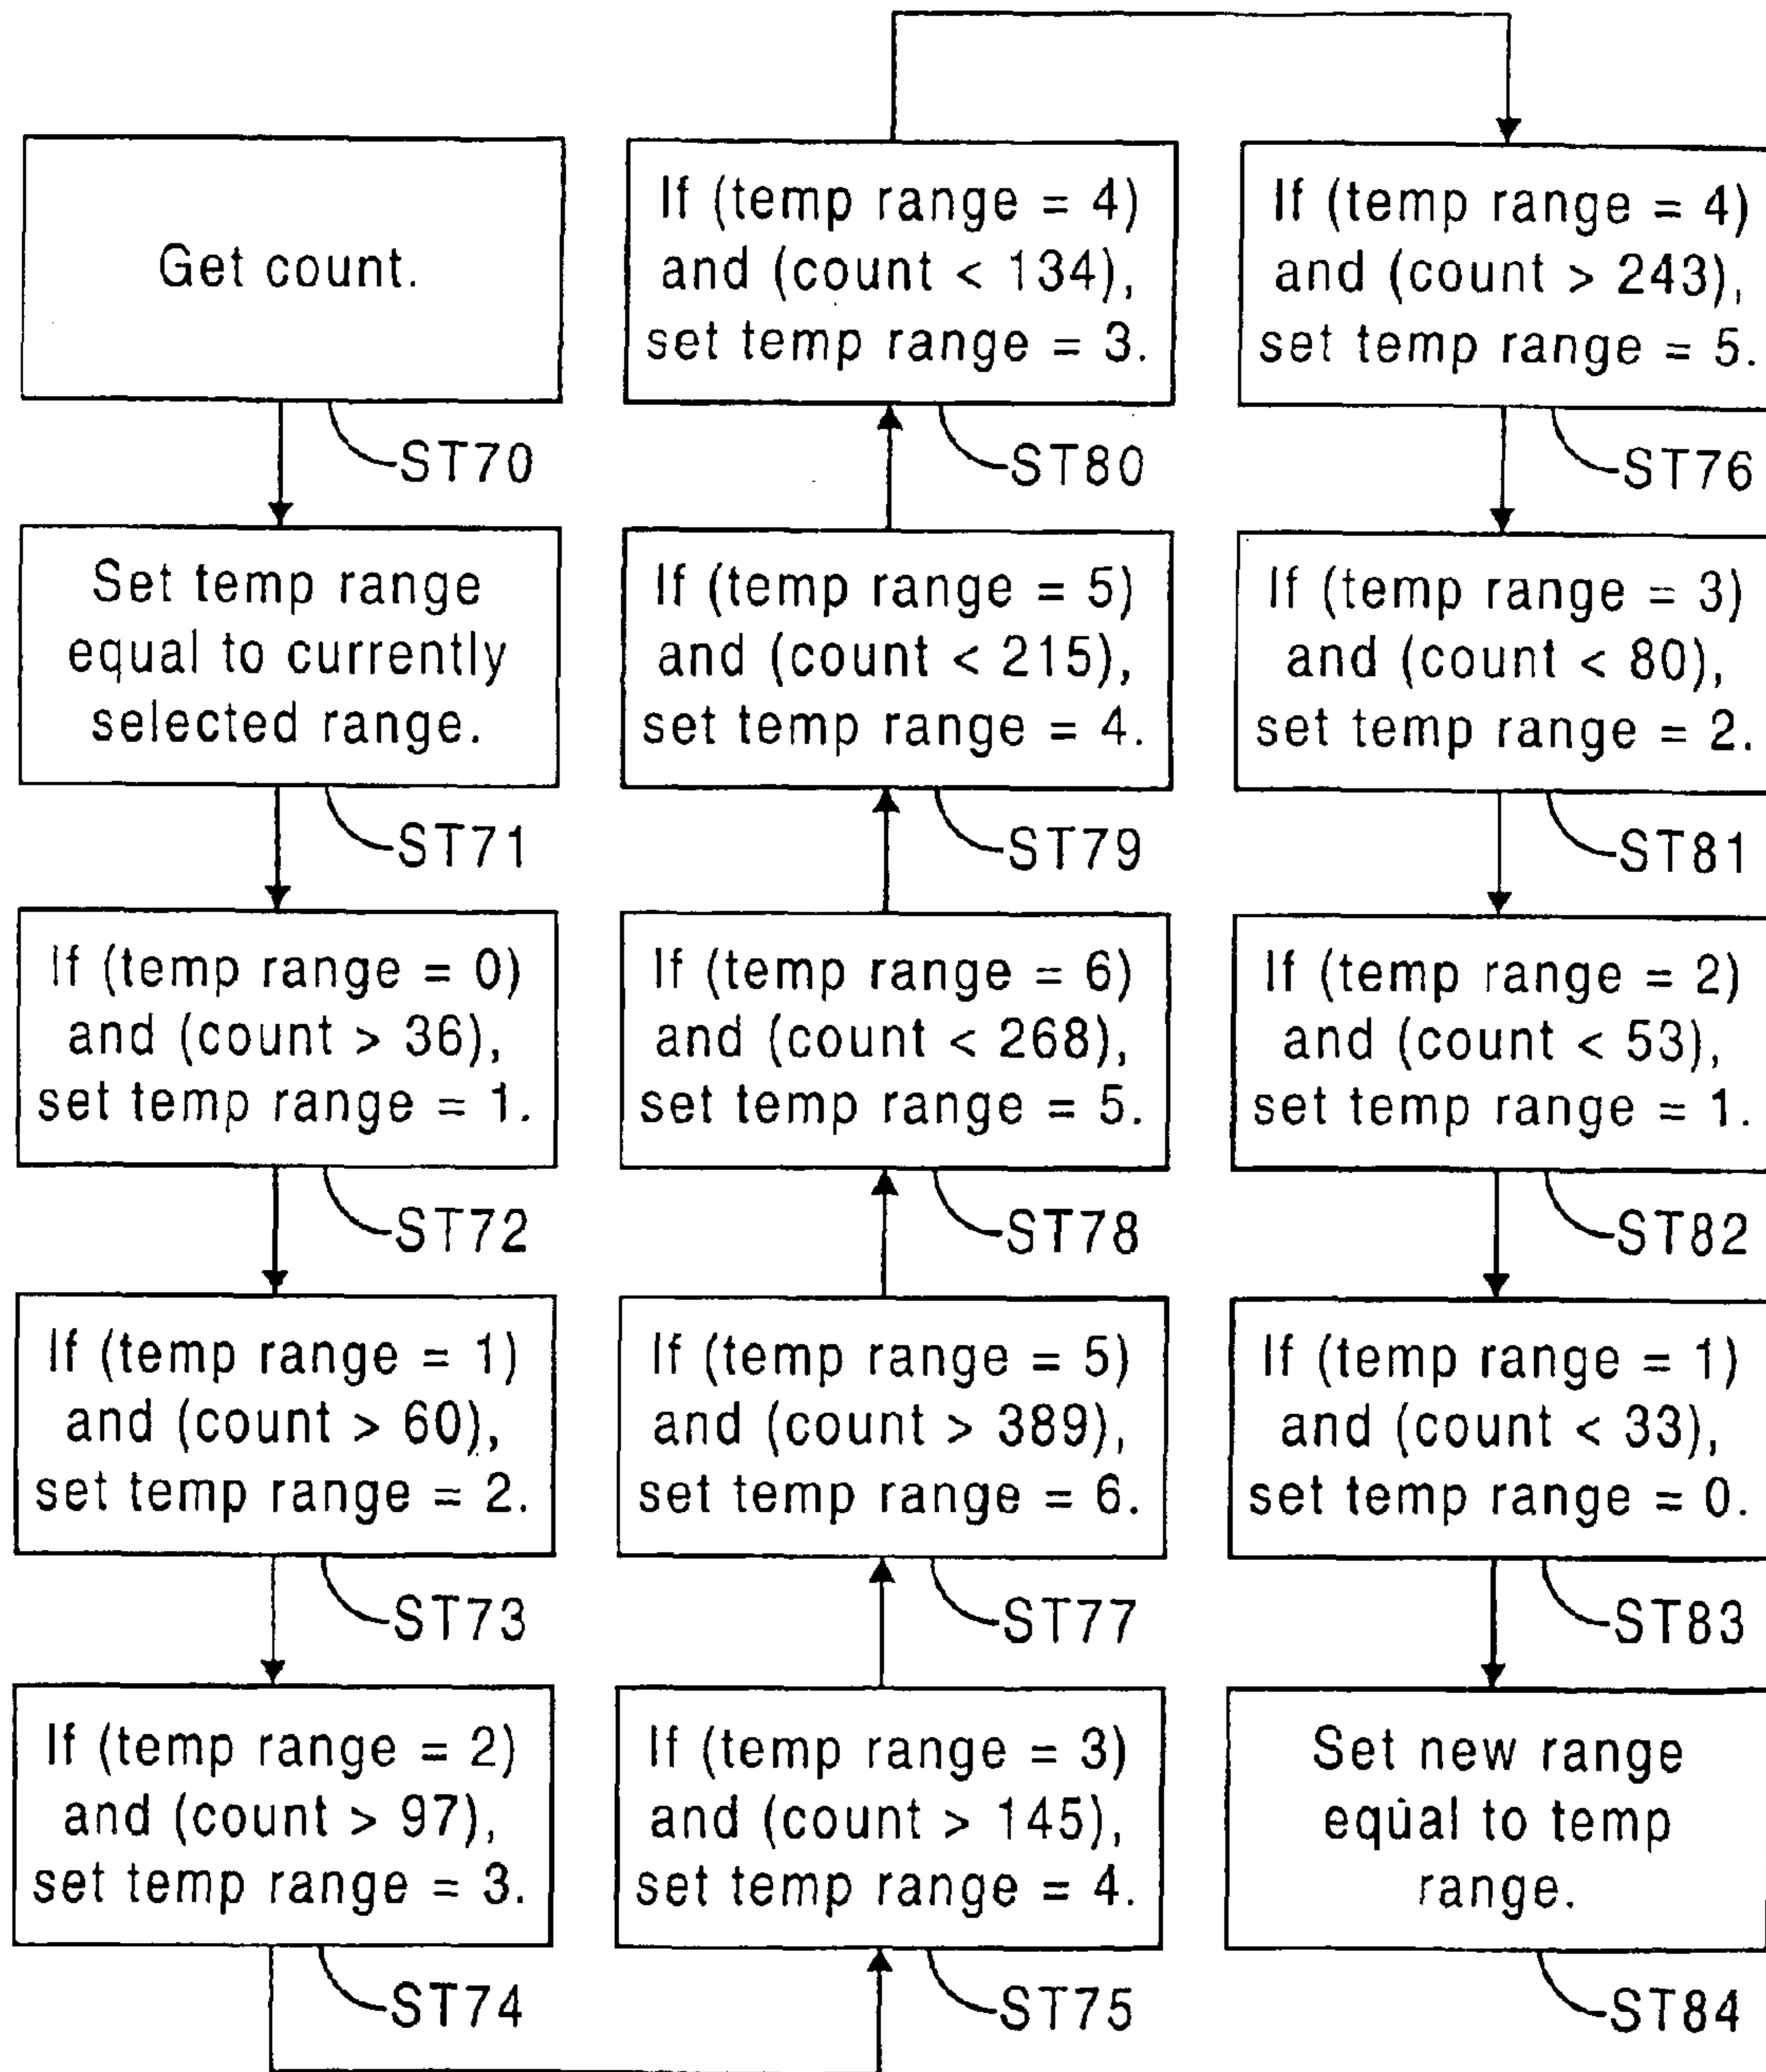 Get count.
ST70
Set temp range
equal to currently
selected range.
ST71
If (temp range = 0)
and (count > 36),
set temp range = 1.
ST72
If (temp range = 1)
and (count > 60),
set temp range = 2.
ST73
If (temp range = 2)
and (count > 97),
set temp range = 3.
ST74
If (temp range = 3)
and (count > 145),
set temp range = 4.
ST75
If (temp range = 5)
and (count > 389),
set temp range = 6.
ST77
If (temp range = 6)
and (count < 268),
set temp range = 5.
ST78
If (temp range = 5)
and (count < 215),
set temp range = 4.
ST79
If (temp range = 4)
and (count < 134),
set temp range = 3.
ST80
If (temp range = 4)
and (count > 243),
set temp range = 5.
ST76
If (temp range = 3)
and (count < 80),
set temp range = 2.
ST81
If (temp range = 2)
and (count < 53),
set temp range = 1.
ST82
If (temp range = 1)
and (count < 33),
set temp range = 0.
ST83
Set new range
equal to temp
range.
ST84